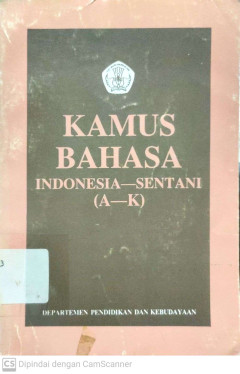 KAMUS
BAHASA
INDONESIA—SENTANI
(A—K)
DEPARTEMEN PENDIDIKAN DAN KEBUDAYAAN
CS Dipindai dengan CamScanner